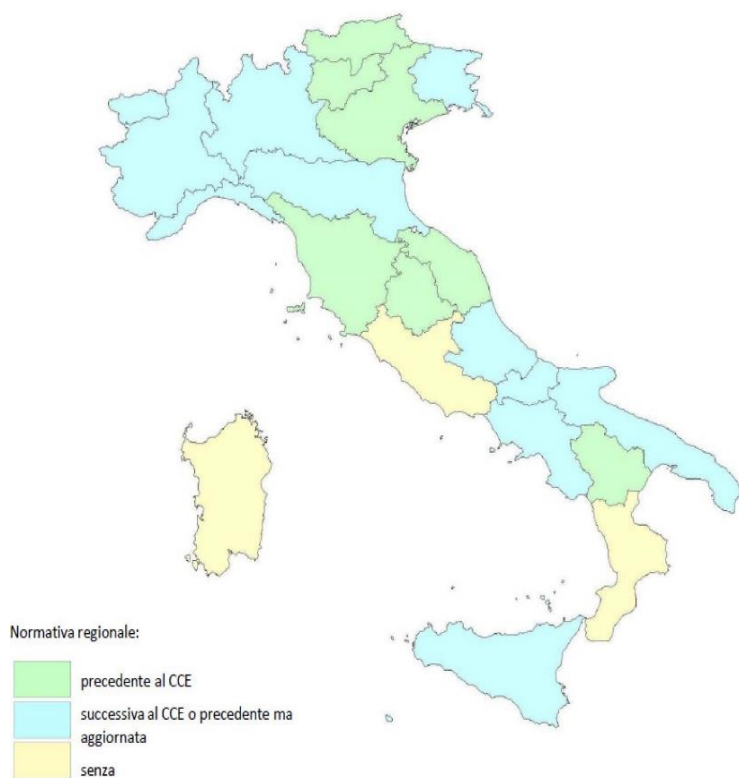 Normativa regionale:
precedente al CCE
successiva al CCE o precedente ma
aggiornata
senza